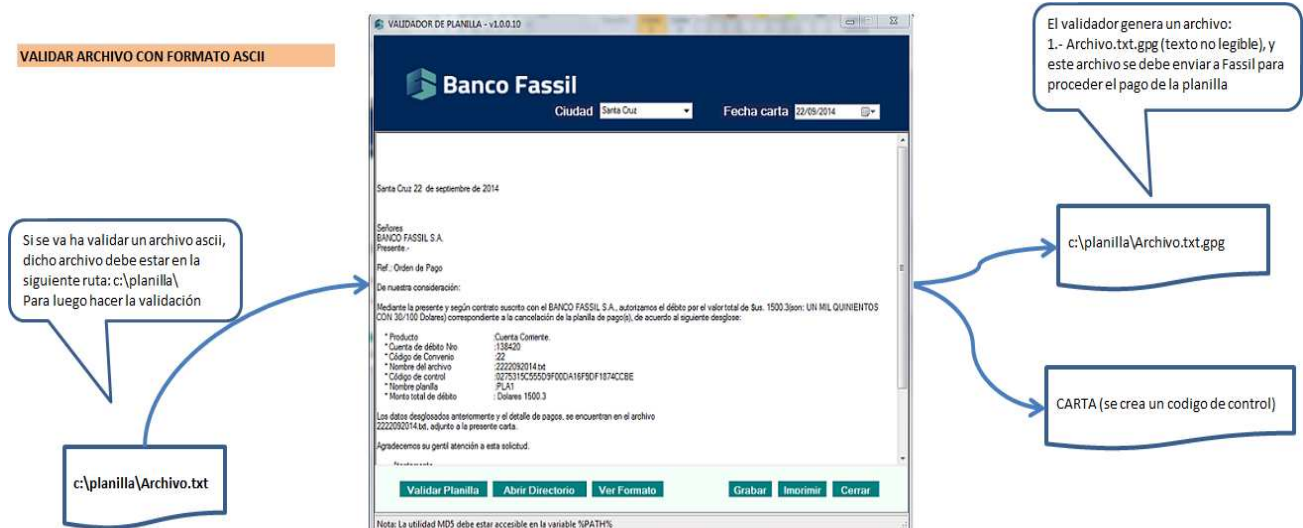 VALIDAR ARCHIVO CON FORMATO ASCII
Si se va ha validar un archivo ascii,
dicho archivo debe estar en la
siguiente ruta: c:\planilla\
Para luego hacer la validación
c:\planilla\Archivo.txt
VALIDADOR DE PLANILLA - v1.0.0.10
Banco Fassil
Ciudad Santa Cruz Fecha carta 22/09/2014
Santa Cruz 22 de septiembre de 2014
Señores
BANCO FASSIL S.A.
Presente.-
Ref.: Orden de Pago
De nuestra consideración:
Mediante la presente y según contrato suscrito con el BANCO FASSIL S.A., autorizamos el débito por el valor total de $us. 1500.3(son: UN MIL QUINIENTOS
CON 30/100 Dolares) correspondiente a la cancelación de la planilla de pago(s), de acuerdo al siguiente desglose:
* Producto :Cuenta Corriente.
* Cuenta de débito Nro :138420
* Código de Convenio :22
* Nombre del archivo :2222092014.txt
* Código de control :0275315C555D9F00DA16F9DF1874CCBE
* Nombre planilla :PLA1
* Monto total de débito : Dolares 1500.3
Los datos desglosados anteriormente y el detalle de pagos, se encuentran en el archivo
2222092014.txt, adjunto a la presente carta.
Agradecemos su gentil atención a esta solicitud.
Validar Planilla Abrir Directorio Ver Formato Grabar Imprimir Cerrar
Nota: La utilidad MD5 debe estar accesible en la variable %PATH%
El validador genera un archivo:
1.- Archivo.txt.gpg (texto no legible), y
este archivo se debe enviar a Fassil para
proceder el pago de la planilla
c:\planilla\Archivo.txt.gpg
CARTA (se crea un codigo de control)